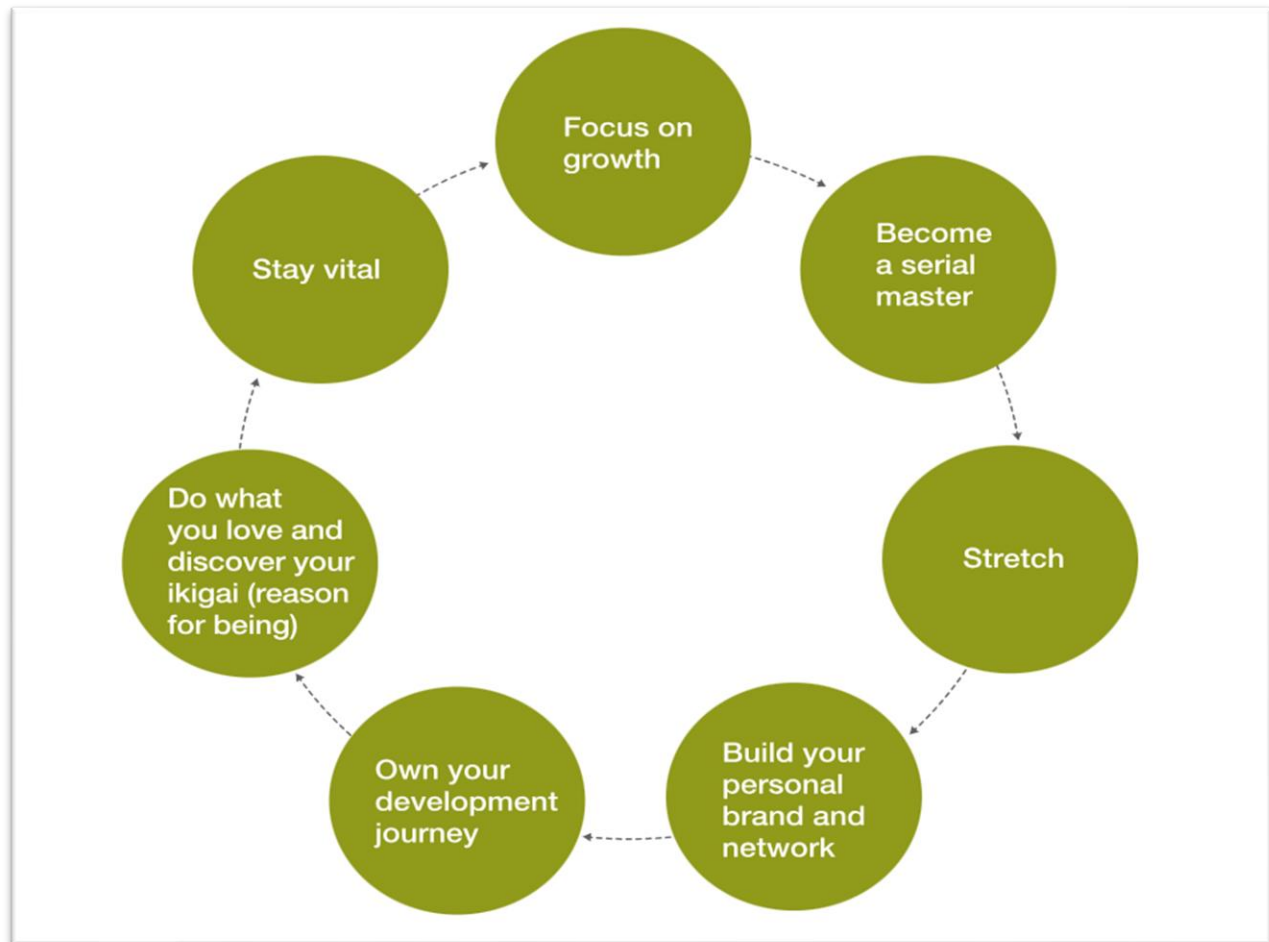 Focus on
growth
Become
a serial
master
Stretch
Build your
personal
brand and
network
Own your
development
journey
Do what
you love and
discover your
ikigai (reason
for being)
Stay vital